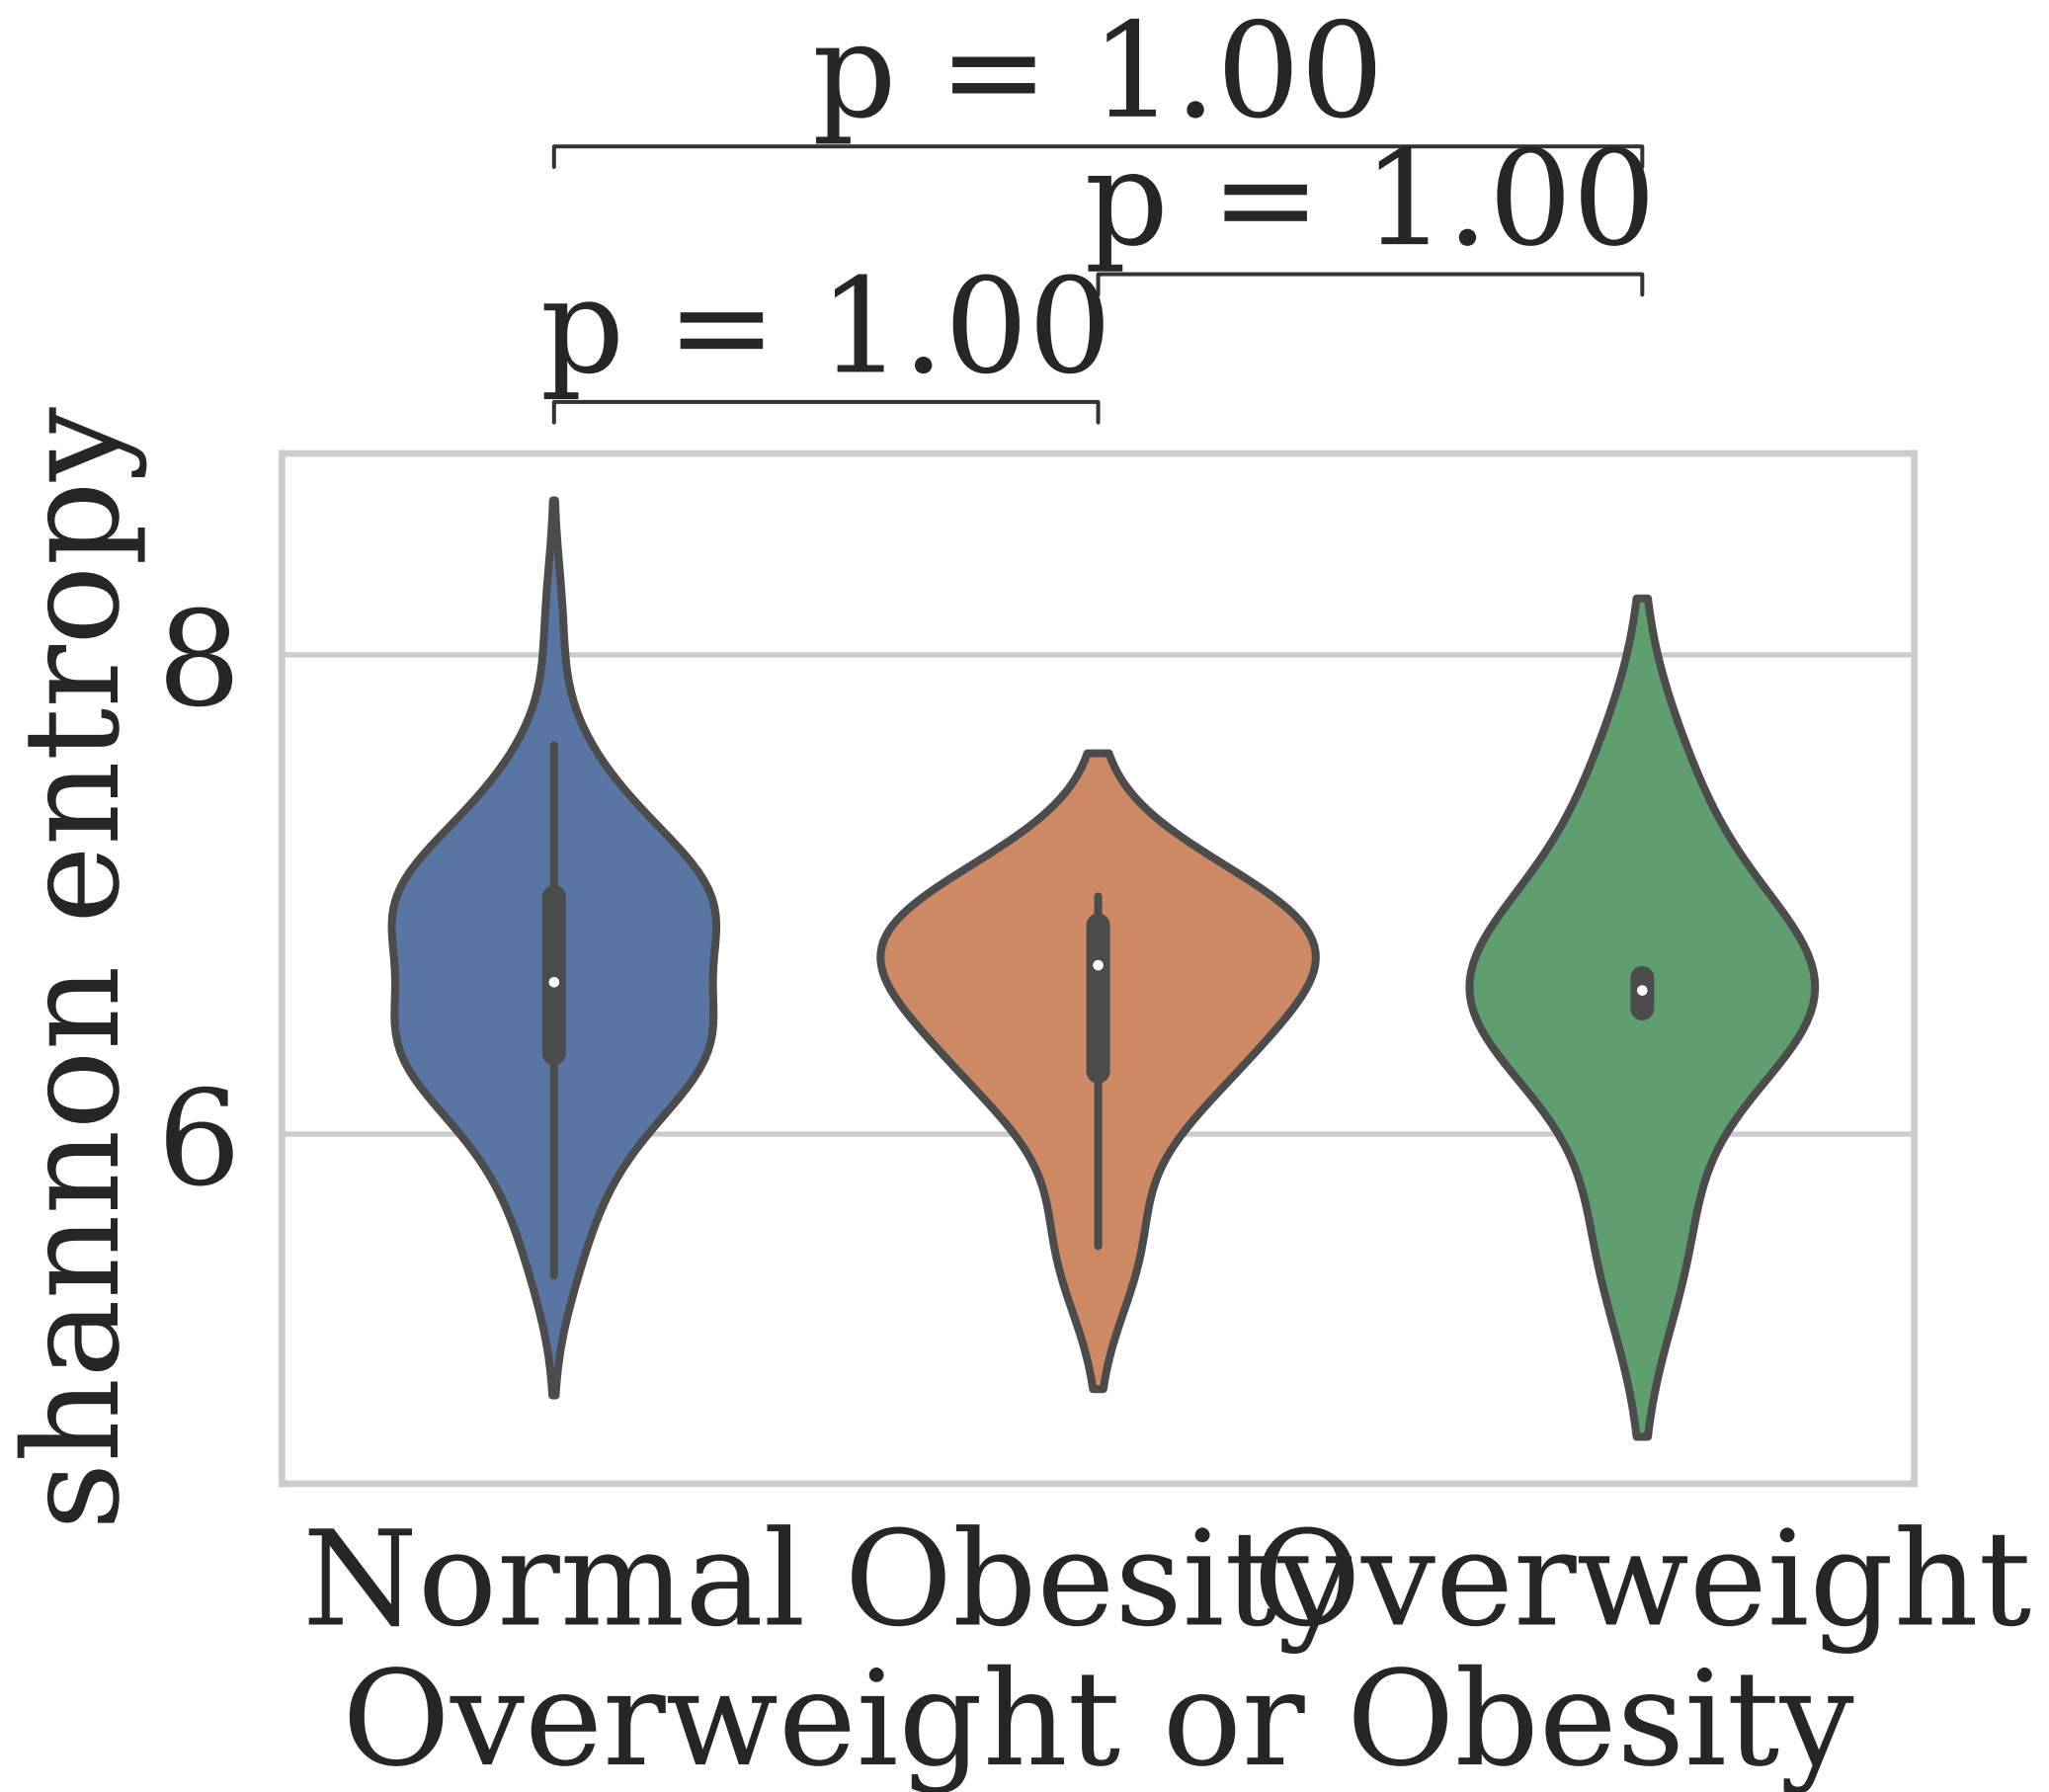 p = 1.00
p = 1.00
p = 1.00
shannon entropy
8
6
Normal Obesity Overweight
Overweight or Obesity